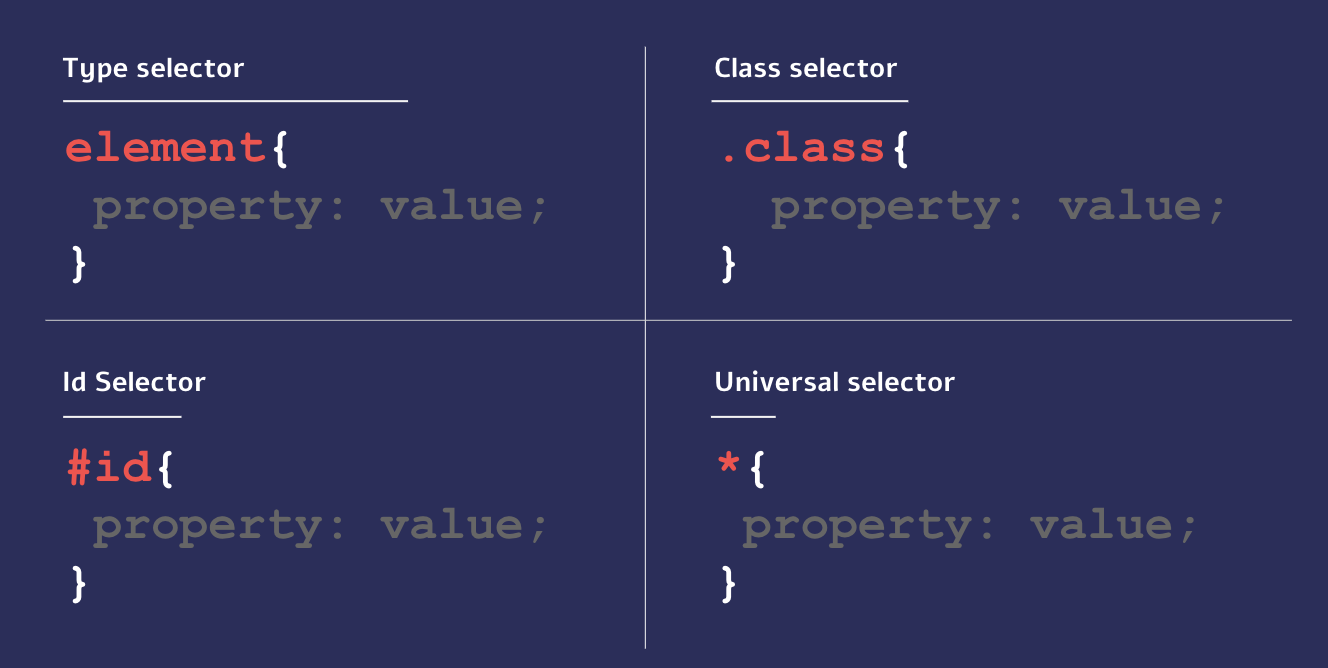 Type selector
element{
property: value;
}
Class selector
.class{
property: value;
}
Id Selector
#id{
property: value;
}
Universal selector
*{
property: value;
}